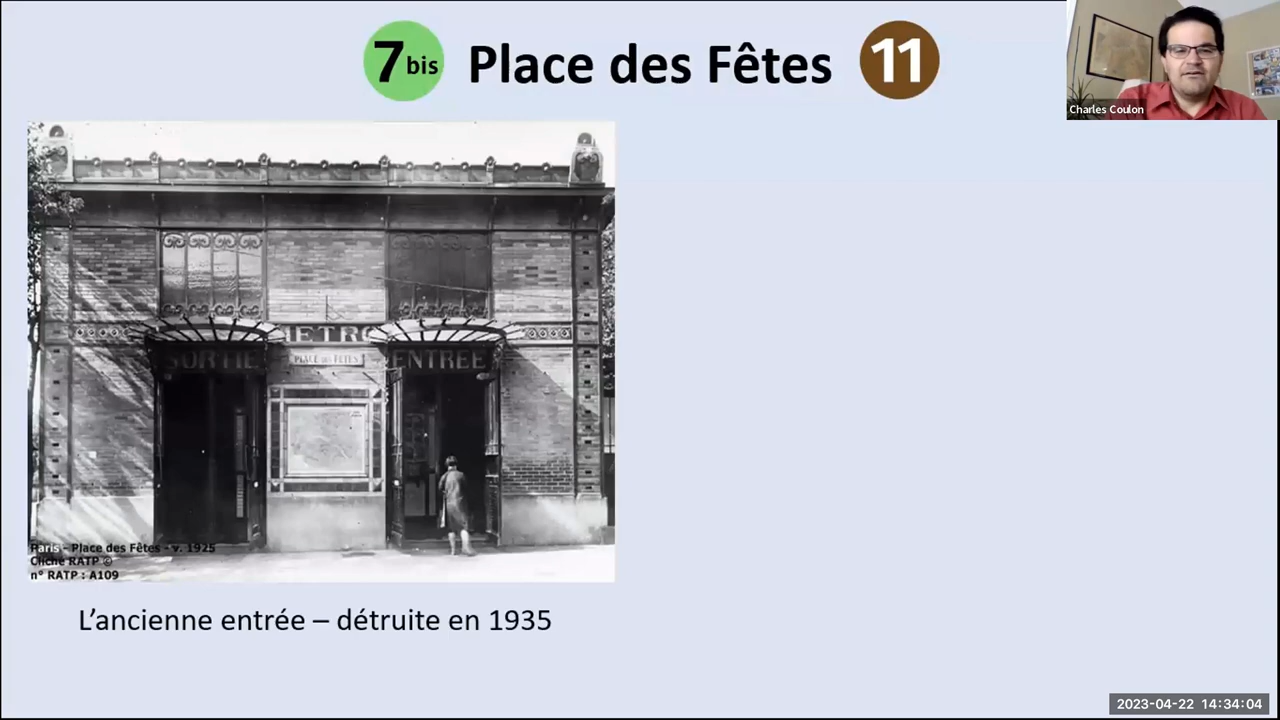 7bis Place des Fêtes 11
Charles Coulon
METRO
SORTIE PLACE DES FÊTES ENTRÉE
Paris - Place des Fêtes - v. 1925
Cliché RATP ©
n° RATP : A109
L'ancienne entrée – détruite en 1935
2023-04-22 14:34:04